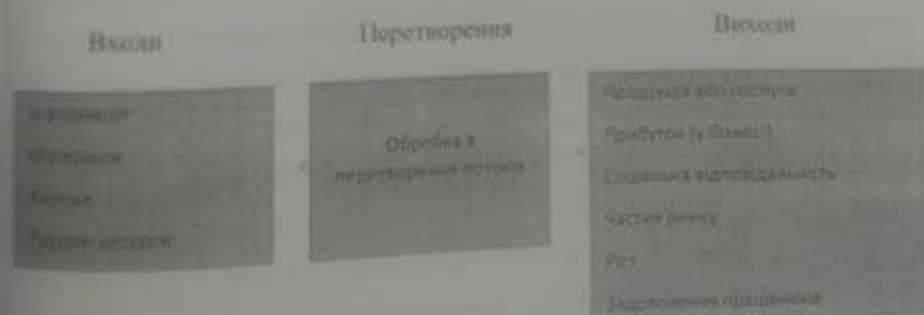 Входи
Перетворення
Виходи
Інформація
Матеріали
Капітал
Трудові ресурси
Обробка й
перетворення потоків
Продукція або послуги
Прибуток (у бізнесі)
Соціальна відповідальність
Частки ринку
Ріст
Задоволення працівників